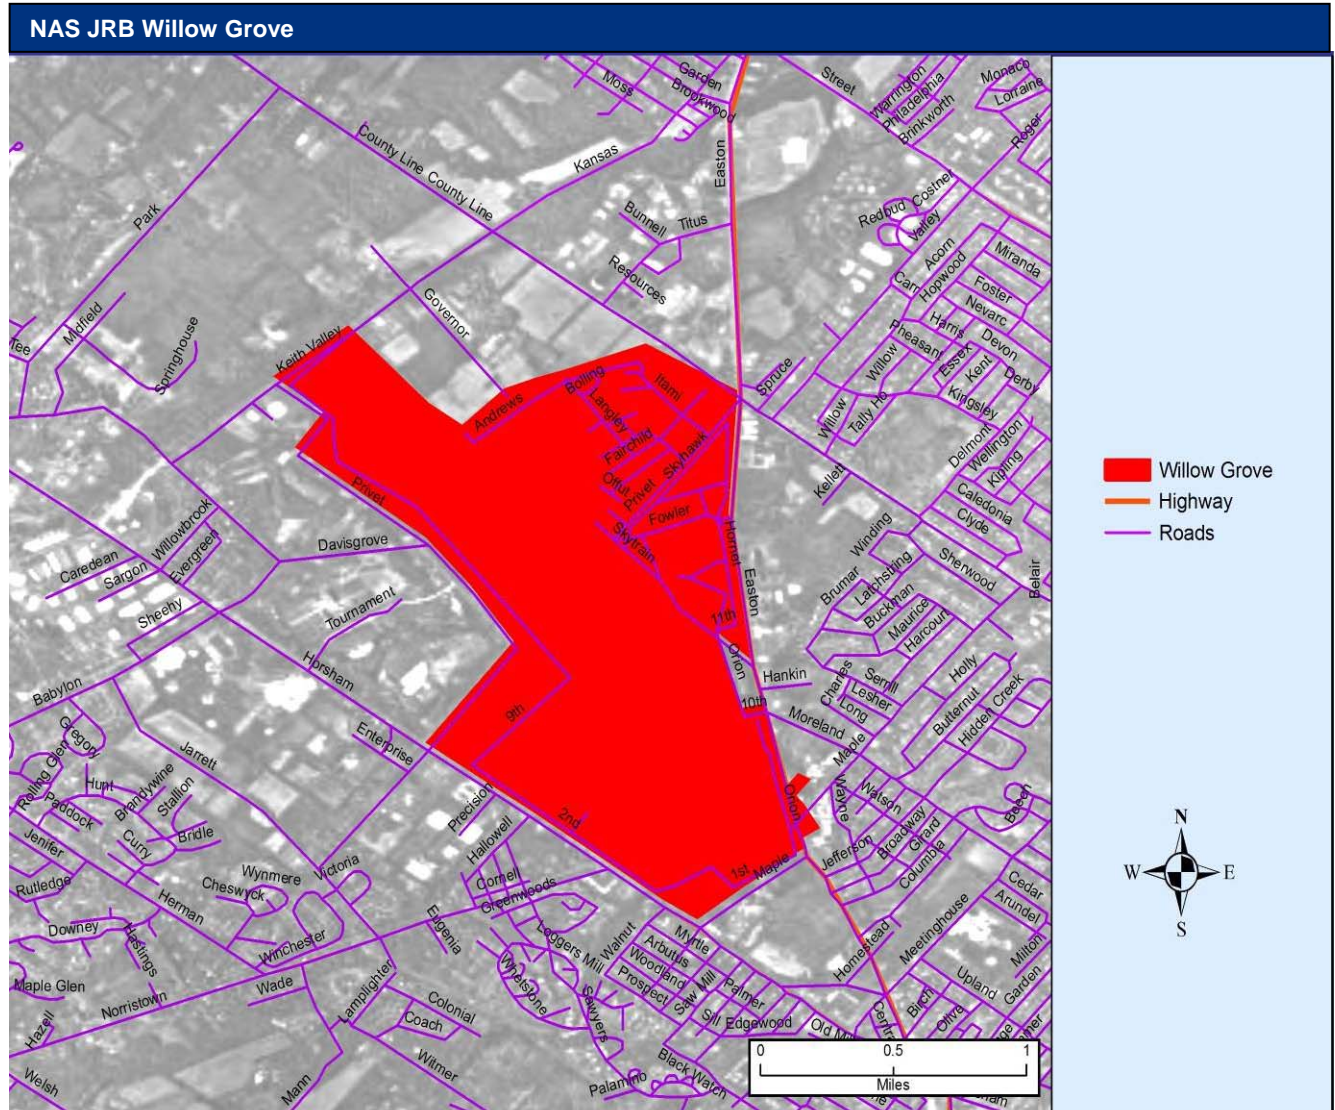 NAS JRB Willow Grove
Moss
Garden
Brookwood
Street
Warrington
Philadelphia
Brinkworth
Monaco
Lorraine
Roger
County Line
County Line
Kansas
Easton
Park
Bunnell
Titus
Resources
Redbud
Costner
Valley
Acorn
Hopwood
Carr
Miranda
Foster
Nevarc
Governor
Keith Valley
Midfield
Tee
Springhouse
Harris
Pheasant
Devon
Essex
Kent
Derby
Kingsley
Willow
Willow
Tally Ho
Spruce
Andrews
Bolling
Itami
Langley
Fairchild
Skyhawk
Offut
Privet
Fowler
Skytrain
Hornet
Kellett
Delmont
Wellington
Kipling
Caledonia
Clyde
Willow Grove
Highway
Roads
Privet
Davisgrove
Willowbrook
Evergreen
Caredean
Sargon
Sheehy
Tournament
Easton
Winding
Latchstring
Brumar
Buckman
Maurice
Harcourt
Sherwood
Belair
11th
Orion
Hankin
10th
Charles
Serrill
Lesher
Long
Holly
Butternut
Hidden Creek
Moreland
Maple
Horsham
Babylon
Gregory
Jarrett
Enterprise
9th
Rolling Glen
Hunt
Paddock
Brandywine
Stallion
Curry
Bridle
Precision
2nd
Hallowell
Orion
Wayne
Watson
Broadway
Girard
Columbia
Beech
Jenifer
Rutledge
Herman
Cheswyck
Wynmere
Victoria
Cornell
Greenwoods
1st
Maple
Jefferson
Cedar
Arundel
Milton
Garden
N
W
E
S
Downey
Hastings
Winchester
Eugenia
Loggers Mill
Walnut
Myrtle
Arbutus
Woodland
Prospect
Saw Mill
Palmer
Homestead
Meetinghouse
Upland
Maple Glen
Norristown
Wade
Hazell
Lamplighter
Colonial
Coach
Whetstone
Sawyers
Sill
Edgewood
Birch
Olive
Welsh
Mann
Witmer
Palamino
Black Watch
0
0.5
1
Miles